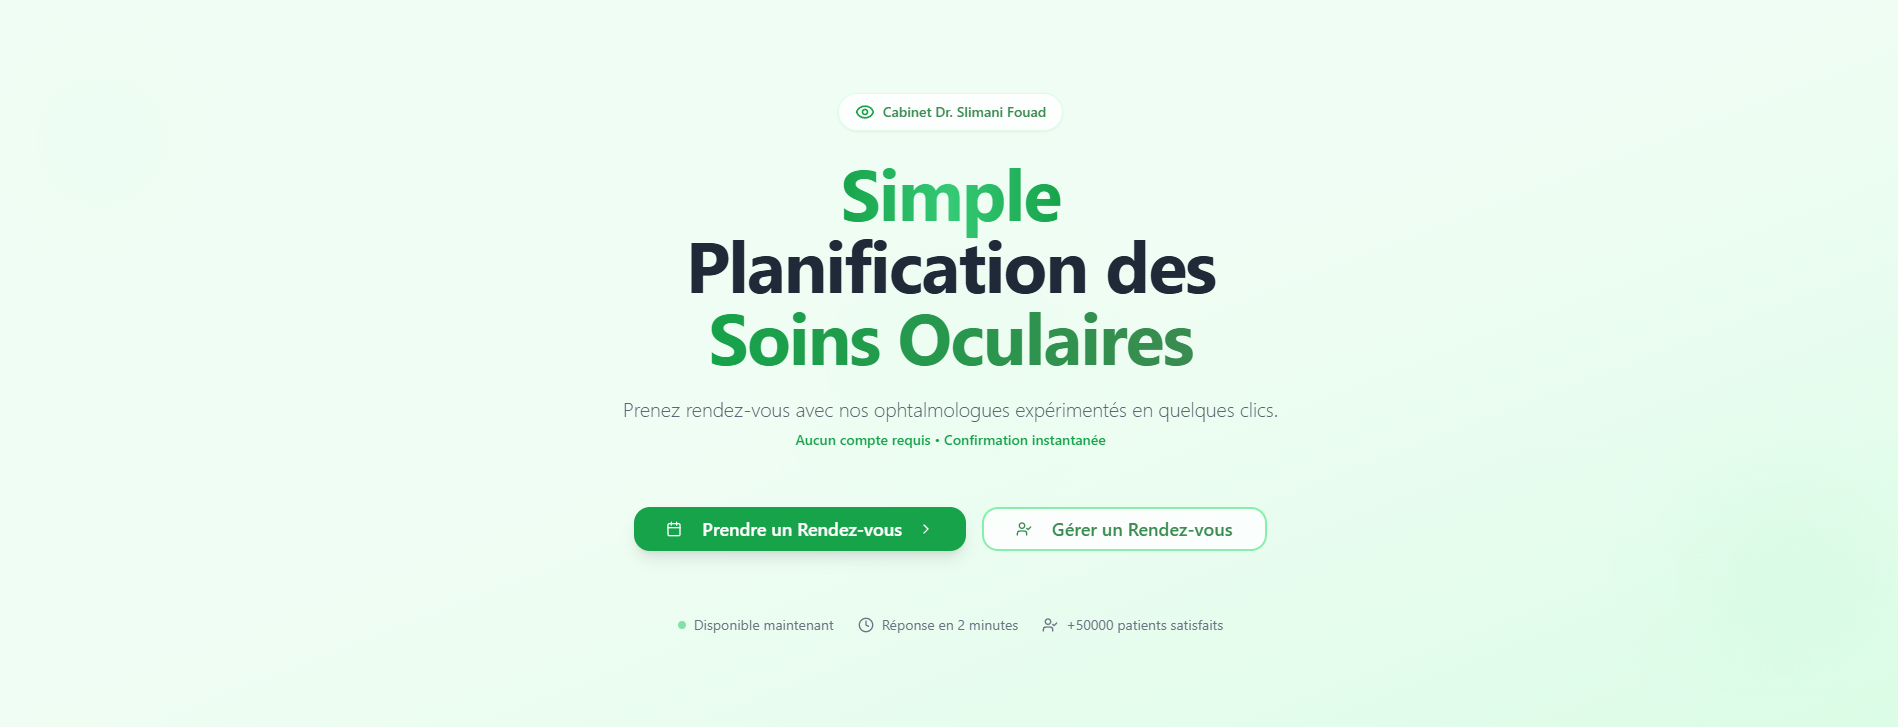 Cabinet Dr. Slimani Fouad
Simple
Planification des
Soins Oculaires
Prenez rendez-vous avec nos ophtalmologues expérimentés en quelques clics.
Aucun compte requis • Confirmation instantanée
Prendre un Rendez-vous
Gérer un Rendez-vous
Disponible maintenant
Réponse en 2 minutes
+50000 patients satisfaits